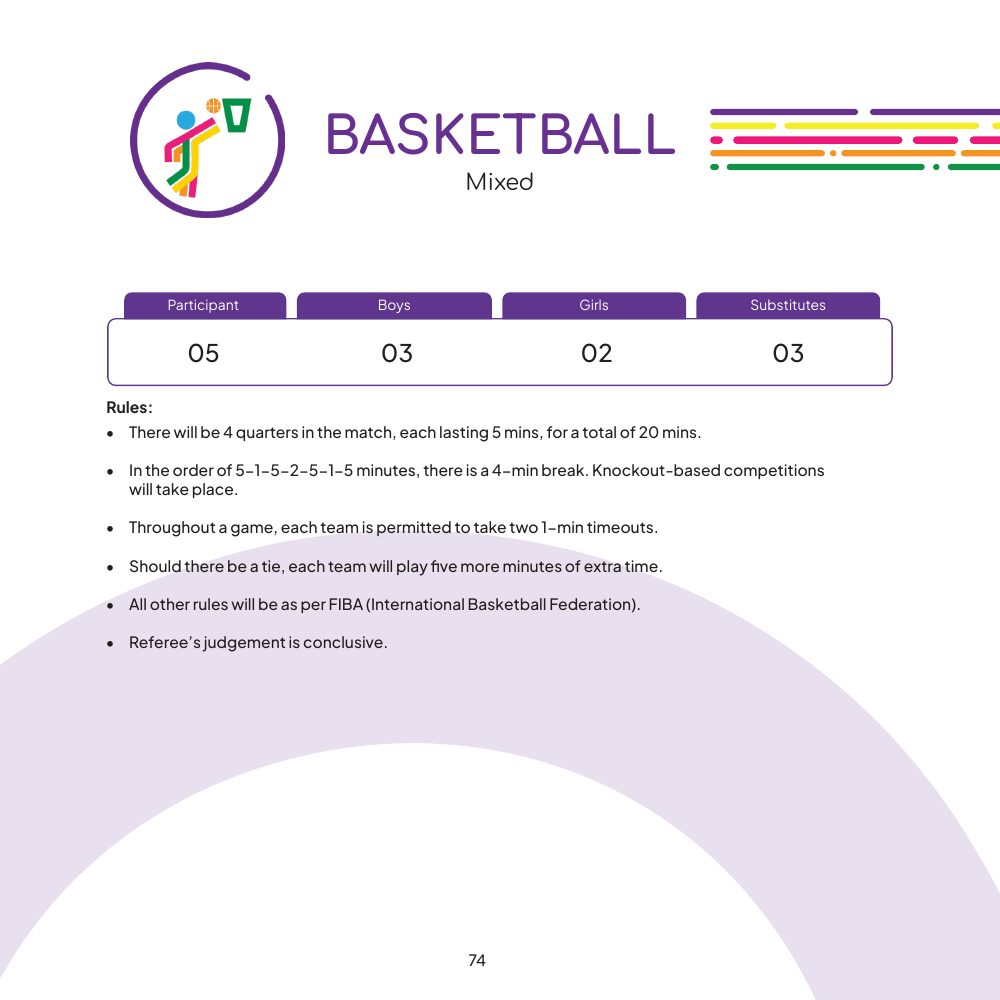 BASKETBALL
Mixed
Participant Boys Girls Substitutes
05 03 02 03
Rules:
• There will be 4 quarters in the match, each lasting 5 mins, for a total of 20 mins.
• In the order of 5–1–5–2–5–1–5 minutes, there is a 4–min break. Knockout-based competitions
will take place.
• Throughout a game, each team is permitted to take two 1–min timeouts.
• Should there be a tie, each team will play five more minutes of extra time.
• All other rules will be as per FIBA (International Basketball Federation).
• Referee’s judgement is conclusive.
74